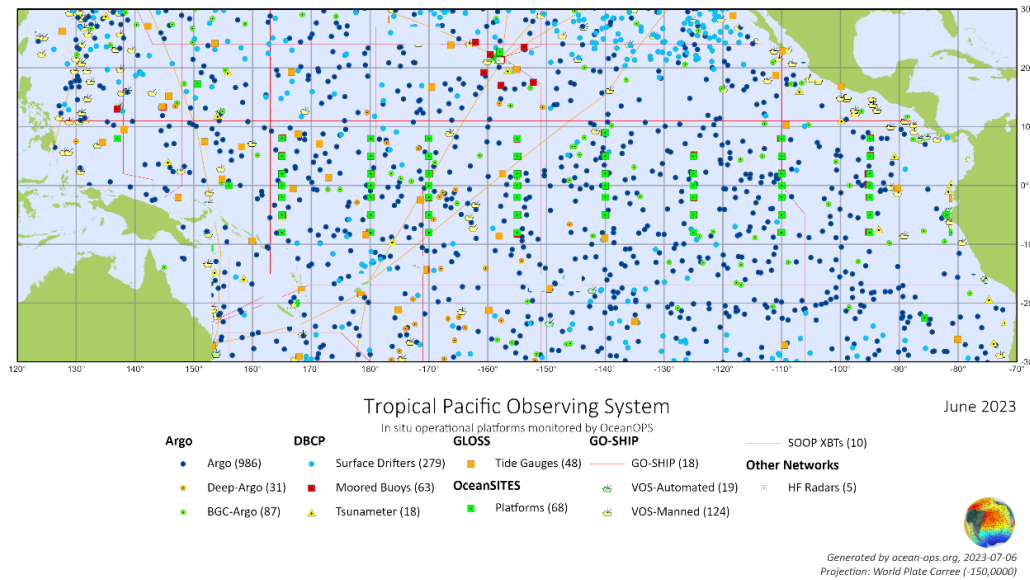 30
20
10
0°
-10
-20
-30
120°
130°
140°
150°
160°
170°
180°
-170°
-160°
-150°
-140°
-130°
-120°
-110°
-100°
-90°
-80°
-70°
Tropical Pacific Observing System
June 2023
In situ operational platforms monitored by OceanOPS
Argo
Argo (986)
Deep-Argo (31)
BGC-Argo (87)
DBCP
Surface Drifters (279)
Moored Buoys (63)
Tsunameter (18)
GLOSS
Tide Gauges (48)
OceanSITES
Platforms (68)
GO-SHIP
GO-SHIP (18)
VOS-Automated (19)
VOS-Manned (124)
SOOP XBTs (10)
Other Networks
HF Radars (5)
Generated by ocean-ops.org, 2023-07-06
Projection: World Plate Carree (-150,0000)